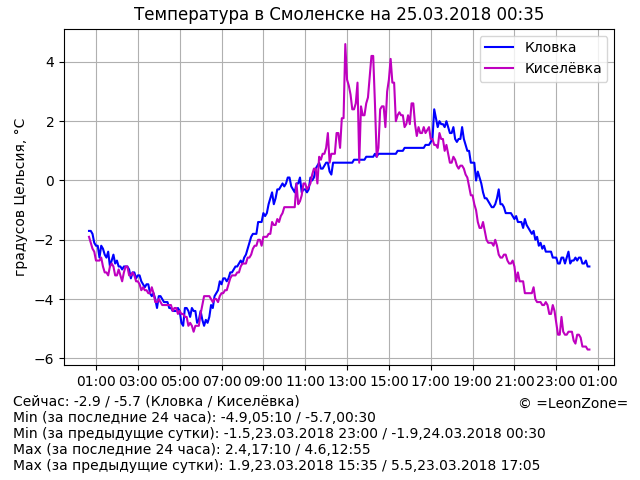 Температура в Смоленске на 25.03.2018 00:35
градусов Цельсия, °C
4
2
0
−2
−4
−6
Кловка
Киселёвка
01:00 03:00 05:00 07:00 09:00 11:00 13:00 15:00 17:00 19:00 21:00 23:00 01:00
Сейчас: -2.9 / -5.7 (Кловка / Киселёвка)
© =LeonZone=
Min (за последние 24 часа): -4.9,05:10 / -5.7,00:30
Min (за предыдущие сутки): -1.5,23.03.2018 23:00 / -1.9,24.03.2018 00:30
Max (за последние 24 часа): 2.4,17:10 / 4.6,12:55
Max (за предыдущие сутки): 1.9,23.03.2018 15:35 / 5.5,23.03.2018 17:05